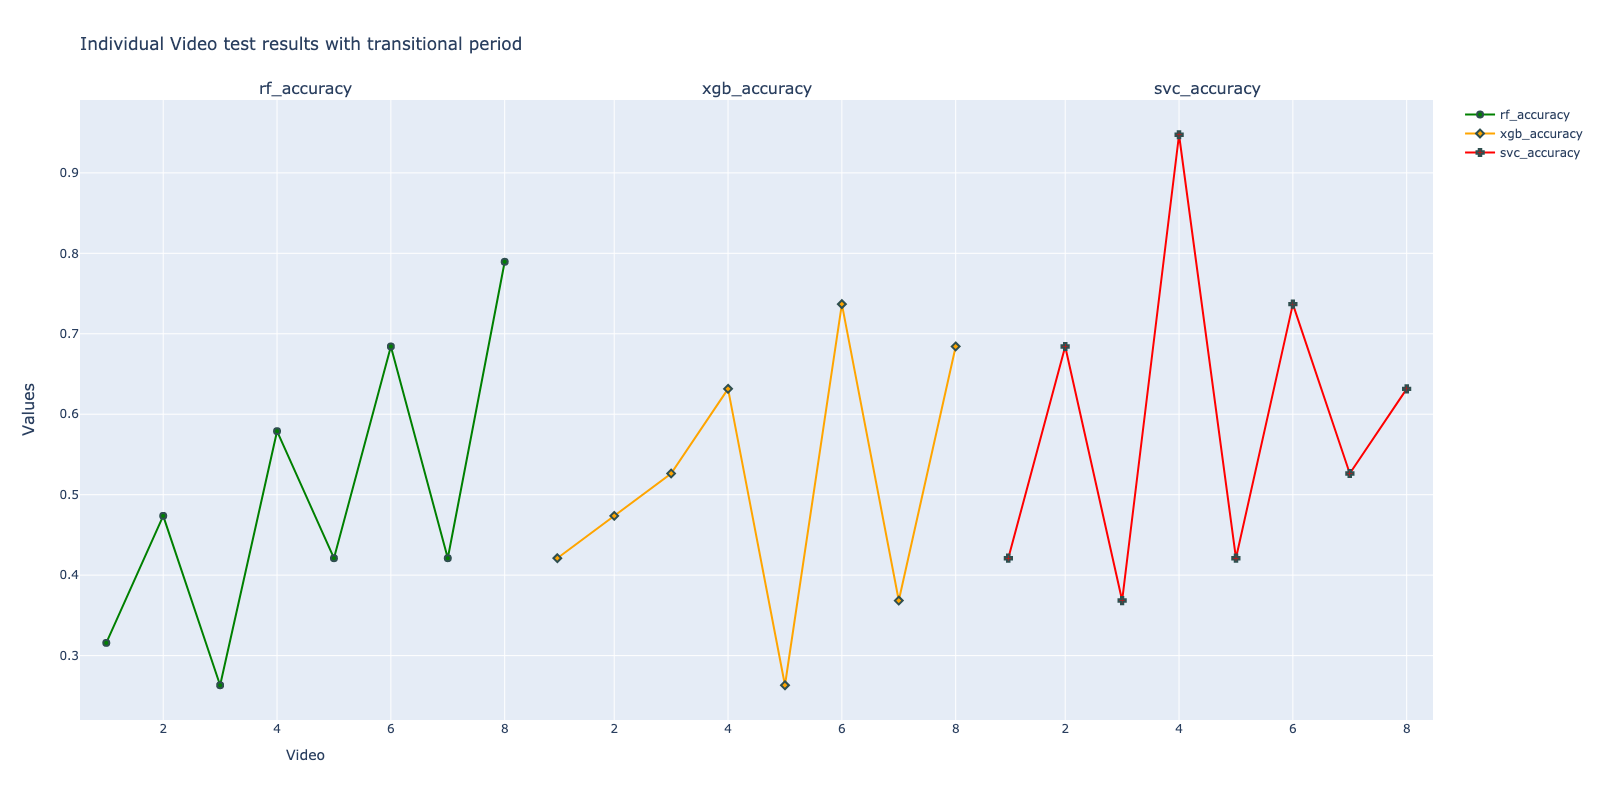 Individual Video test results with transitional period
rf_accuracy
xgb_accuracy
svc_accuracy
rf_accuracy
xgb_accuracy
svc_accuracy
Values
0.9
0.8
0.7
0.6
0.5
0.4
0.3
2 4 6 8 2 4 6 8 2 4 6 8
Video